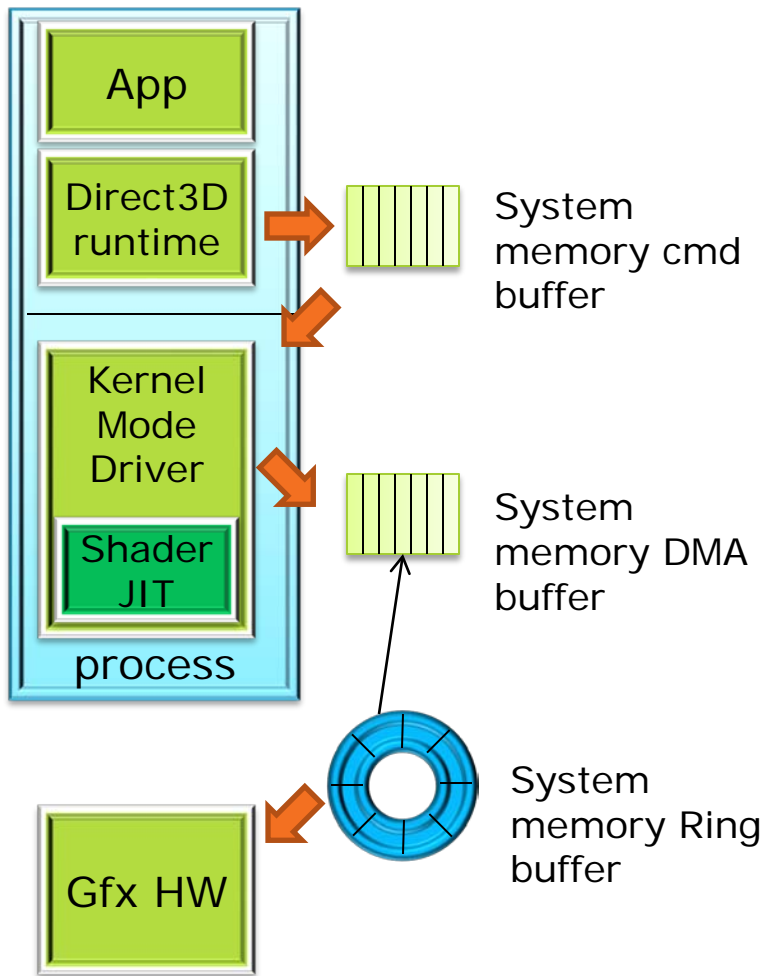 App
Direct3D
runtime
System
memory cmd
buffer
Kernel
Mode
Driver
Shader
JIT
System
memory DMA
buffer
process
System
memory Ring
buffer
Gfx HW